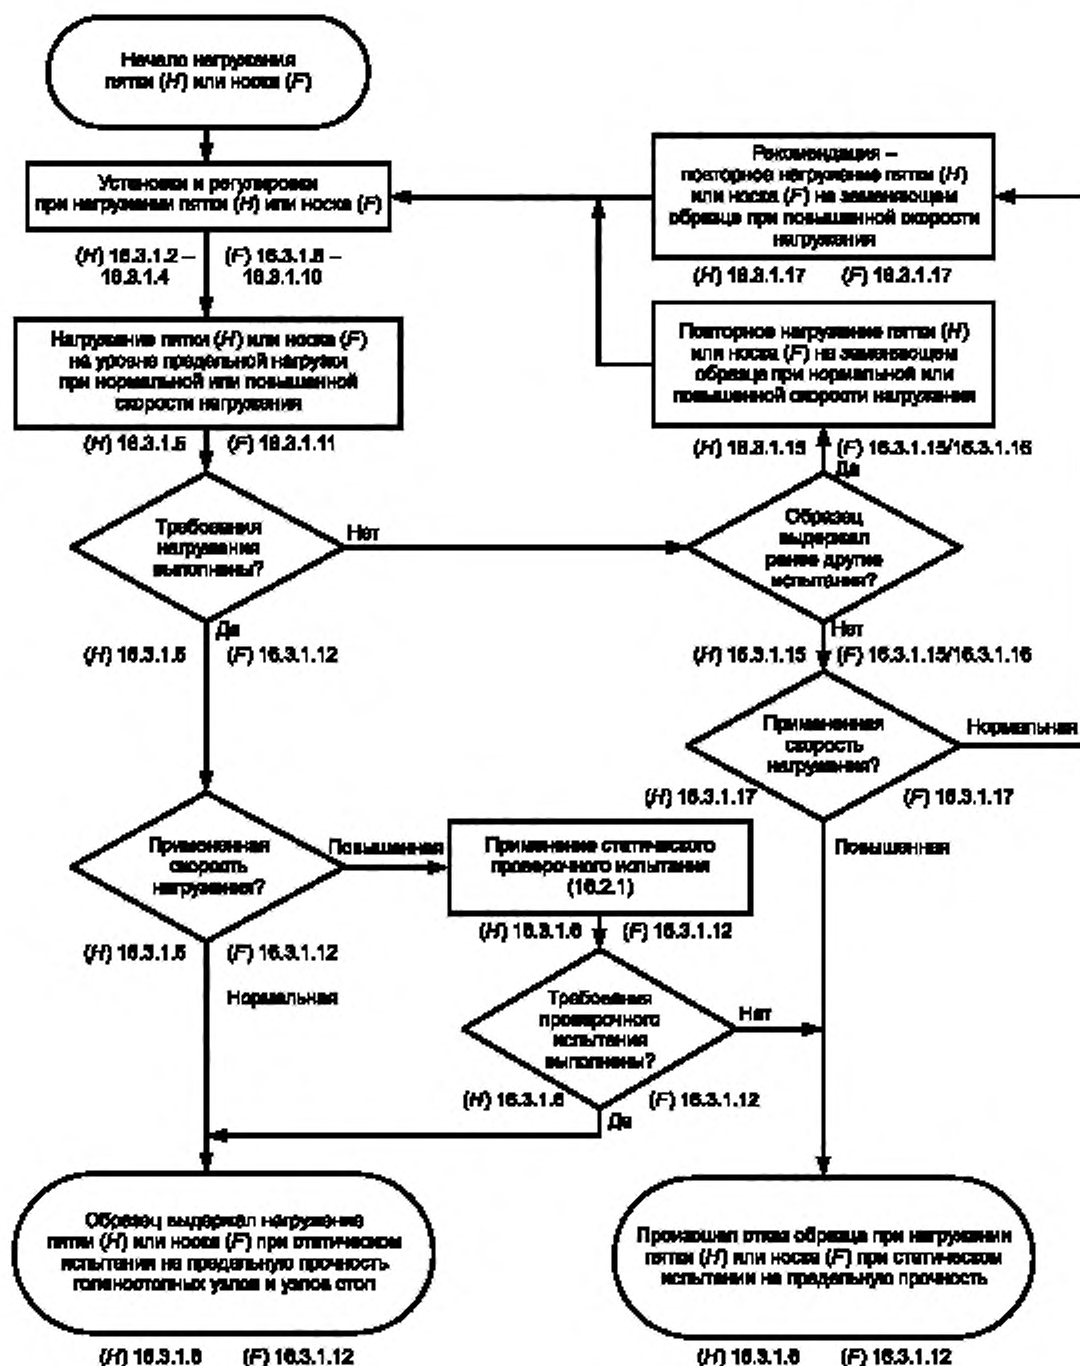 Начало нагружения
пятки (H) или носка (F)
Установки и регулировки
при нагружении пятки (H) или носка (F)
(H) 16.3.1.2 –
16.3.1.4
(F) 16.3.1.8 –
16.3.1.10
Нагружение пятки (H) или носка (F)
на уровне предельной нагрузки
при нормальной или повышенной
скорости нагружения
(H) 16.3.1.5
(F) 16.3.1.11
Требования
нагружения
выполнены?
Нет
Да
(H) 16.3.1.6
(F) 16.3.1.12
Рекомендация –
повторное нагружение пятки (H)
или носка (F) на заменяющем
образце при повышенной скорости
нагружения
(H) 16.3.1.17
(F) 16.3.1.17
Повторное нагружение пятки (H)
или носка (F) на заменяющем
образце при нормальной или
повышенной скорости нагружения
(H) 16.3.1.15
(F) 16.3.1.15/16.3.1.16
Да
Образец
выдержал
ранее другие
испытания?
Нет
(H) 16.3.1.15
(F) 16.3.1.15/16.3.1.16
Примененная
скорость
нагружения?
Нормальная
(H) 16.3.1.17
(F) 16.3.1.17
Повышенная
Примененная
скорость
нагружения?
Повышенная
(H) 16.3.1.6
(F) 16.3.1.12
Нормальная
Применение статического
проверочного испытания
(16.2.1)
(H) 16.3.1.6
(F) 16.3.1.12
Требования
проверочного
испытания
выполнены?
Нет
(H) 16.3.1.6
(F) 16.3.1.12
Да
Образец выдержал нагружение
пятки (H) или носка (F) при статическом
испытании на предельную прочность
голеностопных узлов и узлов стоп
(H) 16.3.1.6
(F) 16.3.1.12
Произошел отказ образца при нагружении
пятки (H) или носка (F) при статическом
испытании на предельную прочность
(H) 16.3.1.6
(F) 16.3.1.12